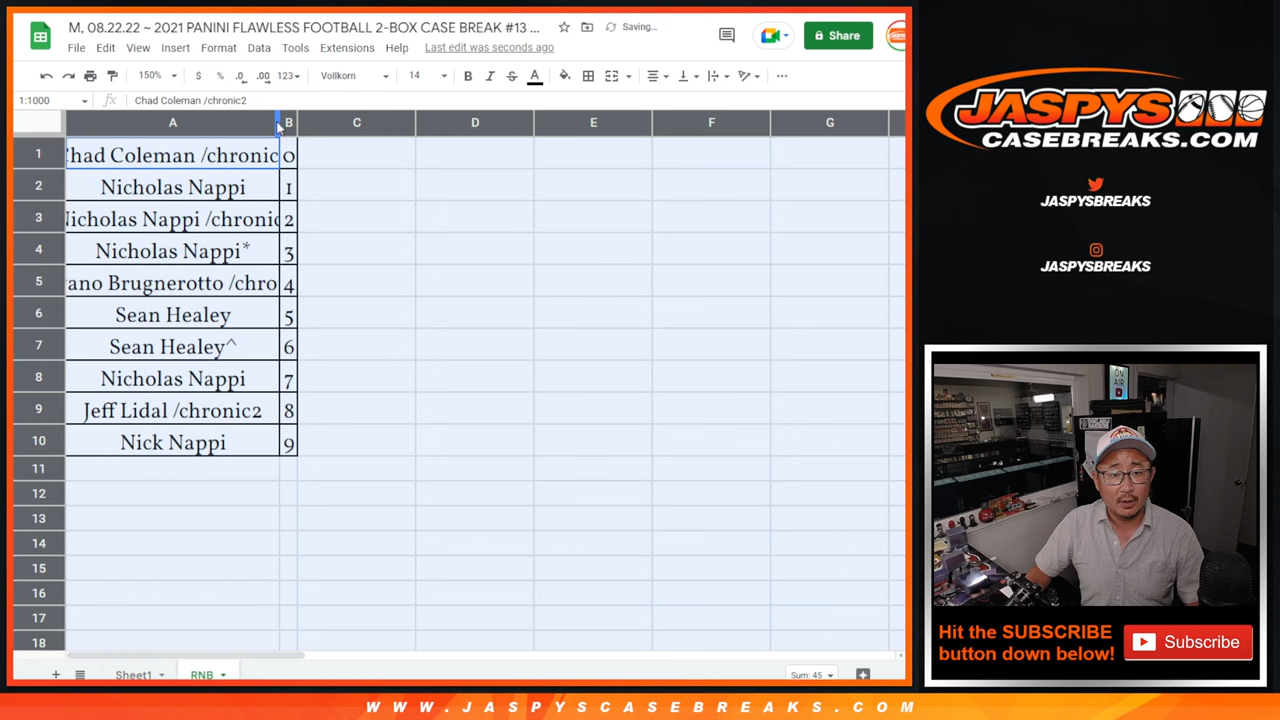 M, 08.22.22 ~ 2021 PANINI FLAWLESS FOOTBALL 2-BOX CASE BREAK #13 ...
Saving...
File Edit View Insert Format Data Tools Extensions Help Last edit was seconds ago
Share
150% $ % .0 .00 123 Vollkorn 14 B I S A
1:1000 fx Chad Coleman /chronic2
A B C D E F G
1 Chad Coleman /chronic 0
2 Nicholas Nappi 1
3 Nicholas Nappi /chronic 2
4 Nicholas Nappi* 3
5 ano Brugnerotto /chro 4
6 Sean Healey 5
7 Sean Healey^ 6
8 Nicholas Nappi 7
9 Jeff Lidal /chronic2 8
10 Nick Nappi 9
11
12
13
14
15
16
17
18
Sheet1 RNB Sum: 45
JASPYS
CASEBREAKS.COM
JASPYSBREAKS
JASPYSBREAKS
ON
AIR
Hit the SUBSCRIBE
button down below!
Subscribe
WWW.JASPYSCASEBREAKS.COM